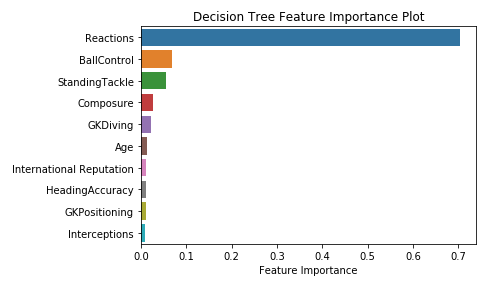 Decision Tree Feature Importance Plot
Reactions
BallControl
StandingTackle
Composure
GKDiving
Age
International Reputation
HeadingAccuracy
GKPositioning
Interceptions
0.0 0.1 0.2 0.3 0.4 0.5 0.6 0.7
Feature Importance